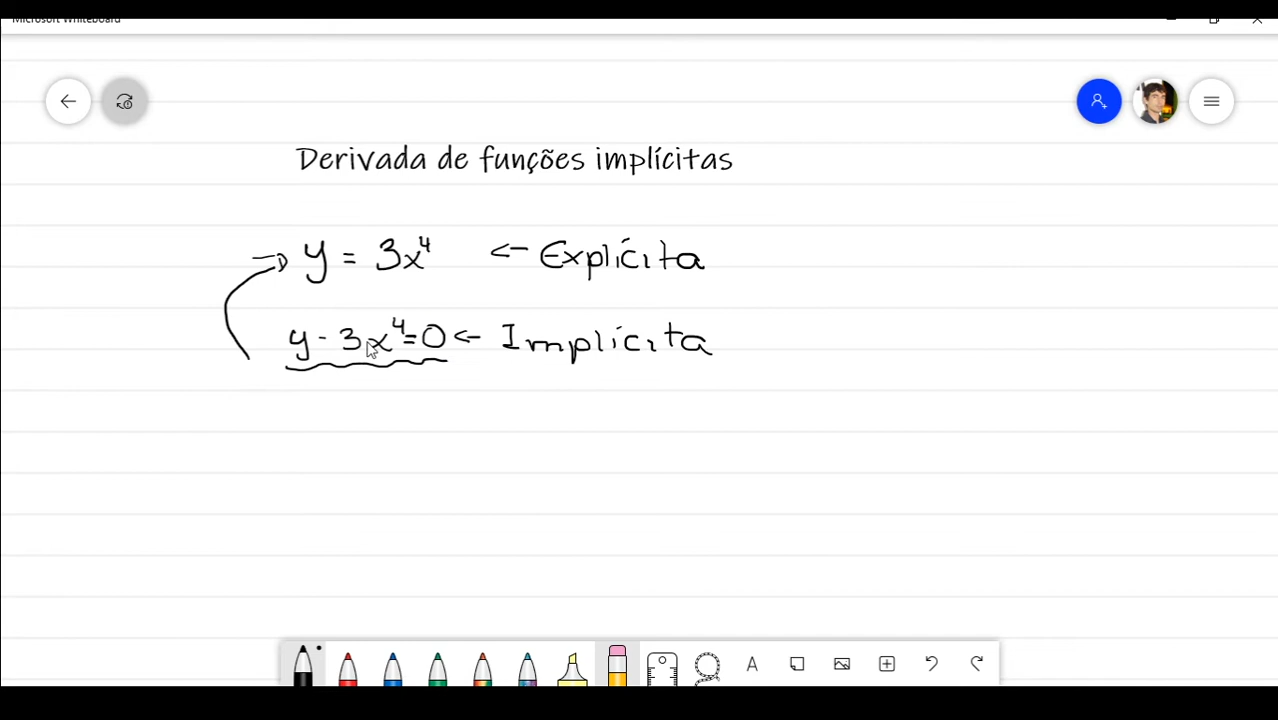 Microsoft Whiteboard
Derivada de funções implícitas
→ y = 3x⁴ ← Explícita
y - 3x⁴=0 ← Implícita
A